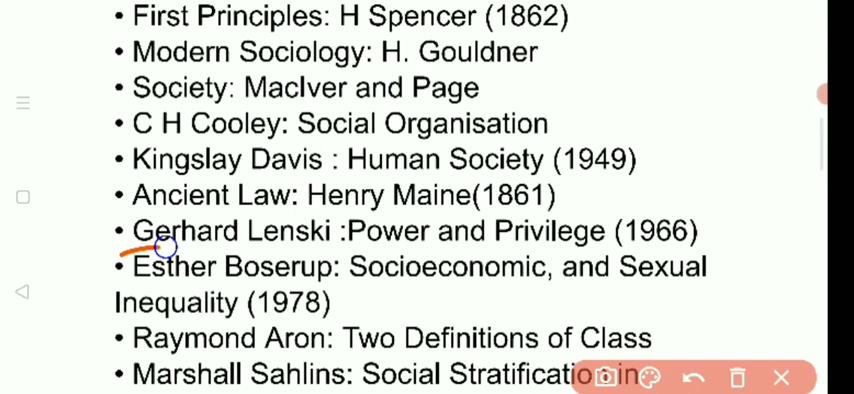 • First Principles: H Spencer (1862)
• Modern Sociology: H. Gouldner
• Society: MacIver and Page
• C H Cooley: Social Organisation
• Kingslay Davis : Human Society (1949)
• Ancient Law: Henry Maine(1861)
• Gerhard Lenski :Power and Privilege (1966)
• Esther Boserup: Socioeconomic, and Sexual
Inequality (1978)
• Raymond Aron: Two Definitions of Class
• Marshall Sahlins: Social Stratification in